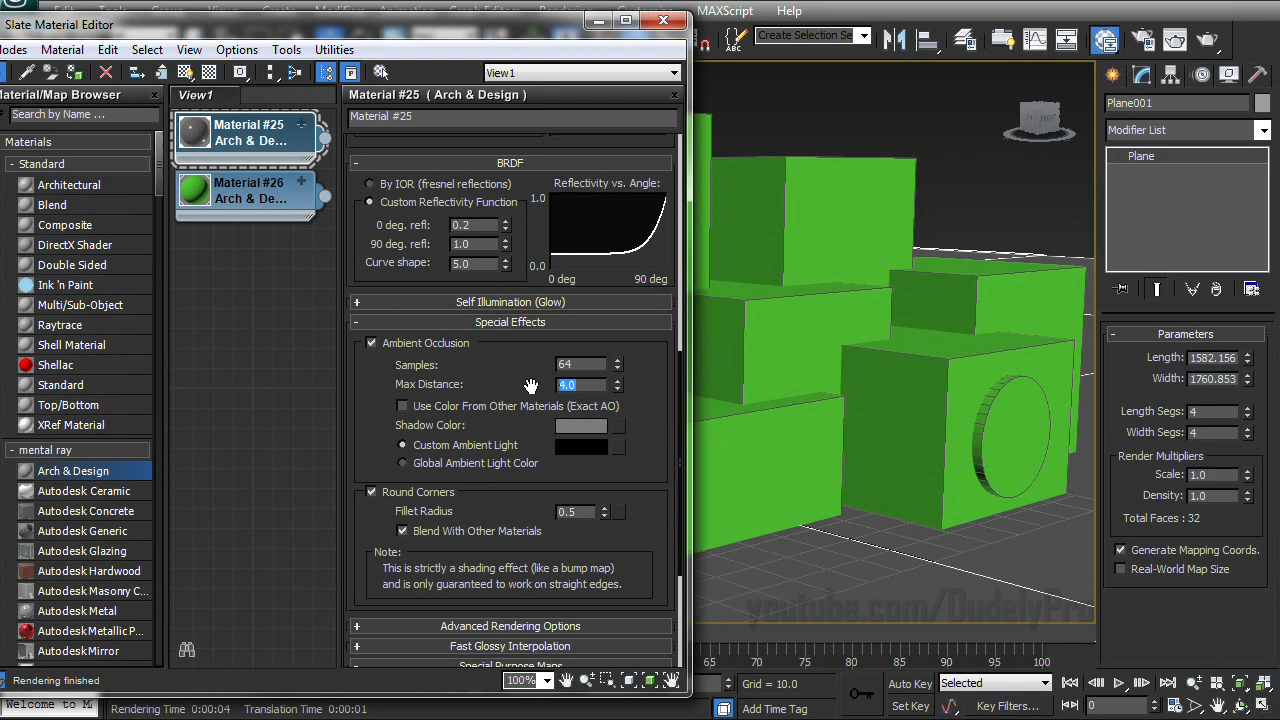 Slate Material Editor
Modes Material Edit Select View Options Tools Utilities
MAXScript Help
Create Selection Se
ABC
View1
Material/Map Browser
View1
Material #25 ( Arch & Design )
Search by Name ...
Material #25
Materials
- Standard
Architectural
Blend
Composite
DirectX Shader
Double Sided
Ink 'n Paint
Multi/Sub-Object
Raytrace
Shell Material
Shellac
Standard
Top/Bottom
XRef Material
- mental ray
Arch & Design
Autodesk Ceramic
Autodesk Concrete
Autodesk Generic
Autodesk Glazing
Autodesk Hardwood
Autodesk Masonry C...
Autodesk Metal
Autodesk Metallic P...
Autodesk Mirror
Material #25
Arch & De...
Material #26
Arch & De...
- BRDF
By IOR (fresnel reflections)
Reflectivity vs. Angle:
Custom Reflectivity Function
1.0
0 deg. refl: 0.2
90 deg. refl: 1.0
Curve shape: 5.0
0.0
0 deg 90 deg
+ Self Illumination (Glow)
- Special Effects
Ambient Occlusion
Samples: 64
Max Distance: 4.0
Use Color From Other Materials (Exact AO)
Shadow Color:
Custom Ambient Light
Global Ambient Light Color
Round Corners
Fillet Radius 0.5
Blend With Other Materials
Note:
This is strictly a shading effect (like a bump map)
and is only guaranteed to work on straight edges.
+ Advanced Rendering Options
+ Fast Glossy Interpolation
Special Purpose Maps
Rendering finished
100%
Plane001
Modifier List
Plane
- Parameters
Length: 1582.156
Width: 1760.853
Length Segs: 4
Width Segs: 4
Render Multipliers
Scale: 1.0
Density: 1.0
Total Faces : 32
Generate Mapping Coords.
Real-World Map Size
youtube.com/DudelyPr
65 70 75 80 85 90 95 100
Grid = 10.0
Auto Key
Selected
Set Key
Key Filters...
0
Add Time Tag
Welcome to M
Rendering Time 0:00:04
Translation Time 0:00:01